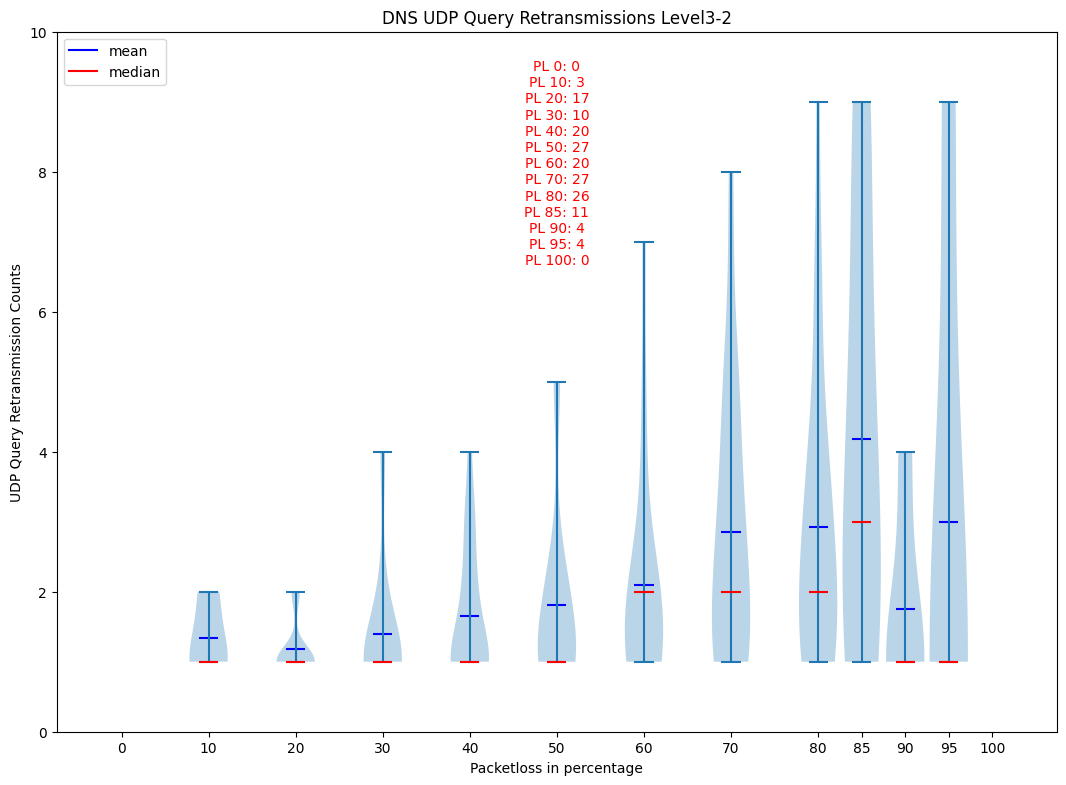 DNS UDP Query Retransmissions Level3-2
mean
median
PL 0: 0
PL 10: 3
PL 20: 17
PL 30: 10
PL 40: 20
PL 50: 27
PL 60: 20
PL 70: 27
PL 80: 26
PL 85: 11
PL 90: 4
PL 95: 4
PL 100: 0
UDP Query Retransmission Counts
10
8
6
4
2
0
0 10 20 30 40 50 60 70 80 85 90 95 100
Packetloss in percentage